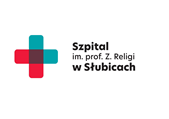 Szpital
im. prof. Z. Religi
w Słubicach